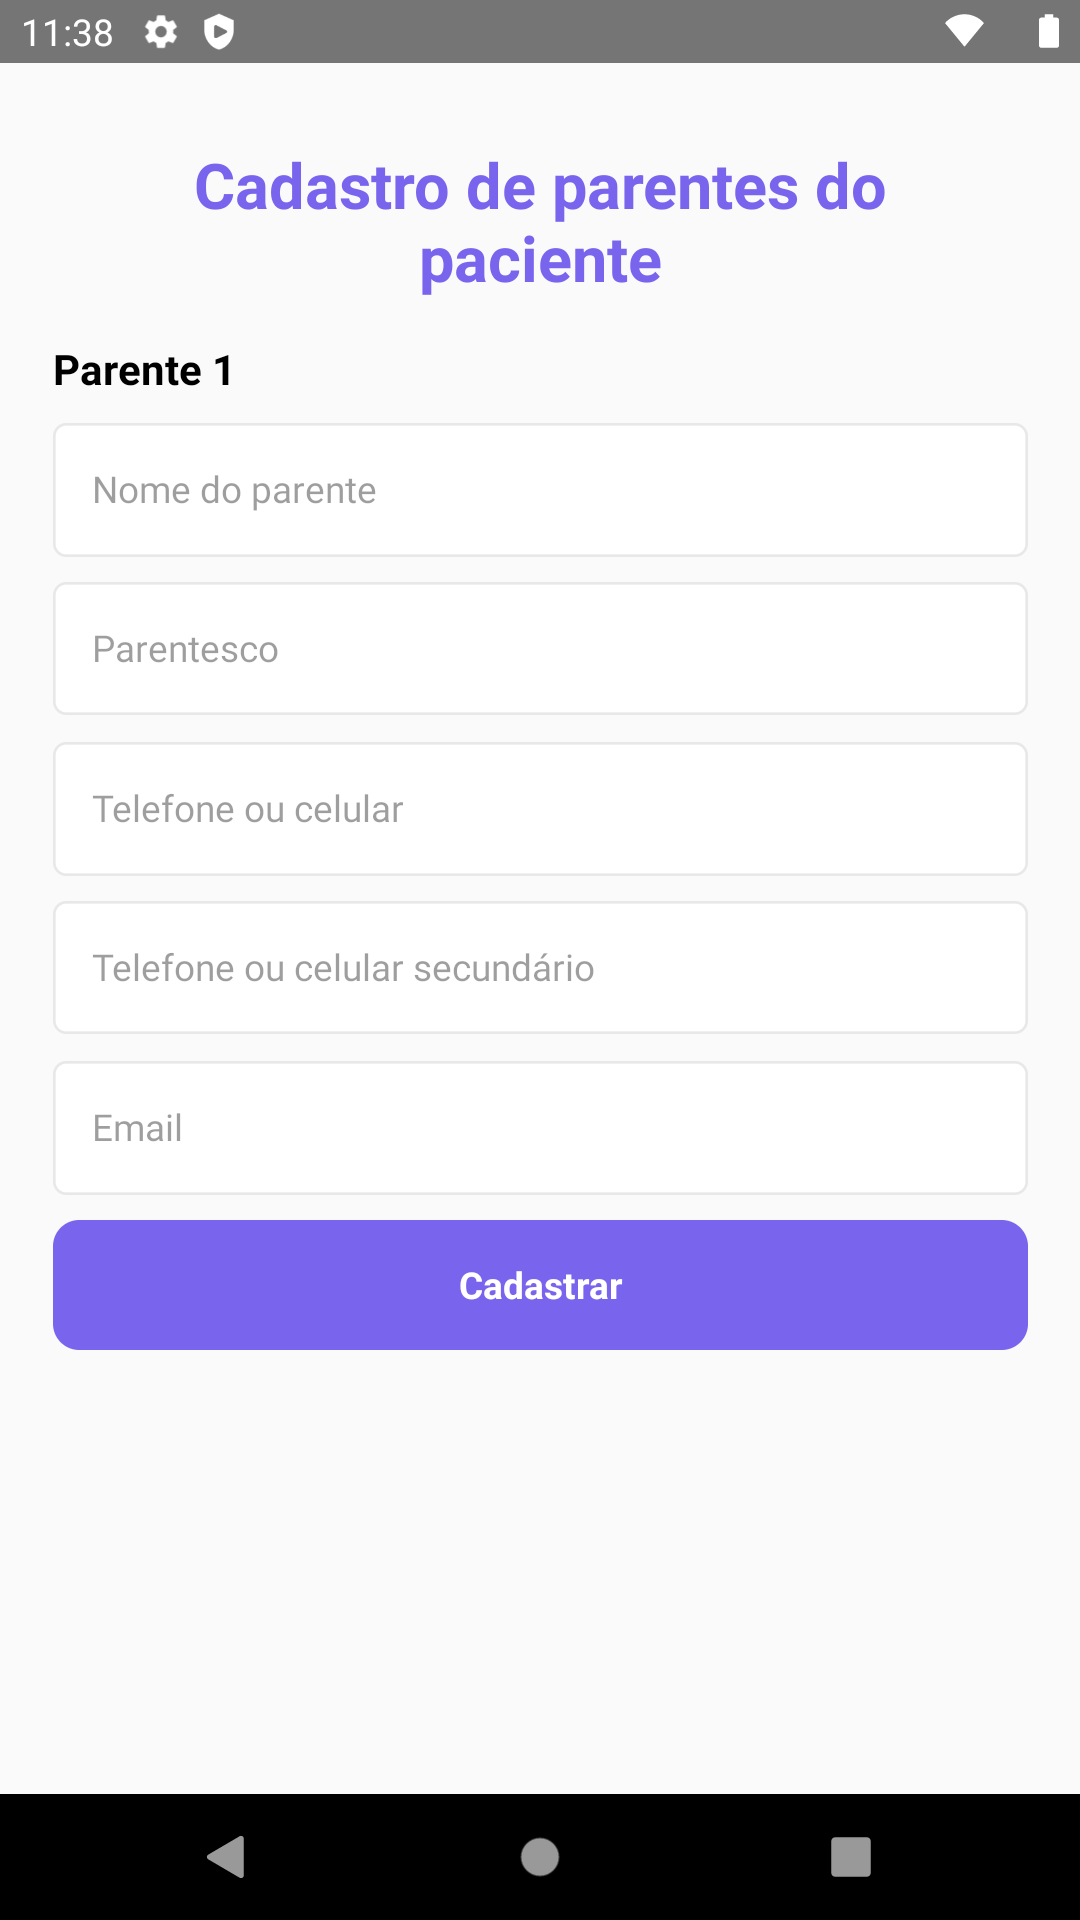 11:38
Cadastro de parentes do
paciente
Parente 1
Nome do parente
Parentesco
Telefone ou celular
Telefone ou celular secundário
Email
Cadastrar